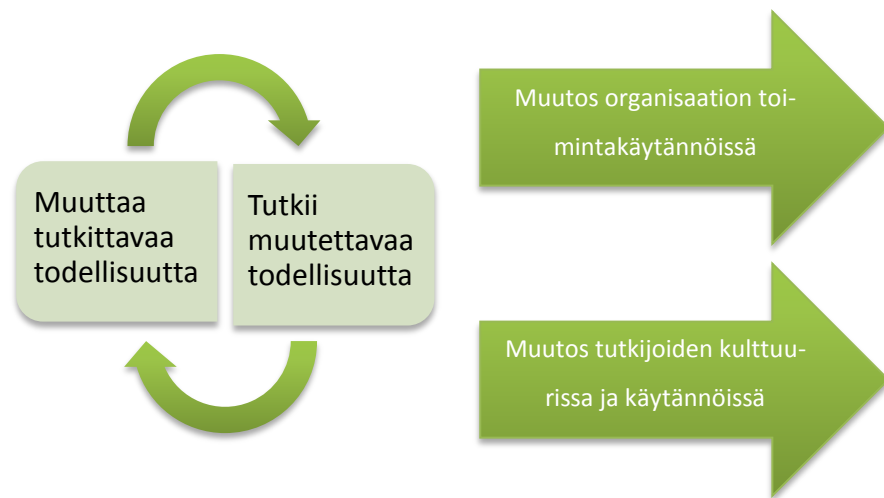 Muuttaa
tutkittavaa
todellisuutta
Tutkii
muutettavaa
todellisuutta
Muutos organisaation toi-
mintakäytännöissä
Muutos tutkijoiden kulttuu-
rissa ja käytännöissä